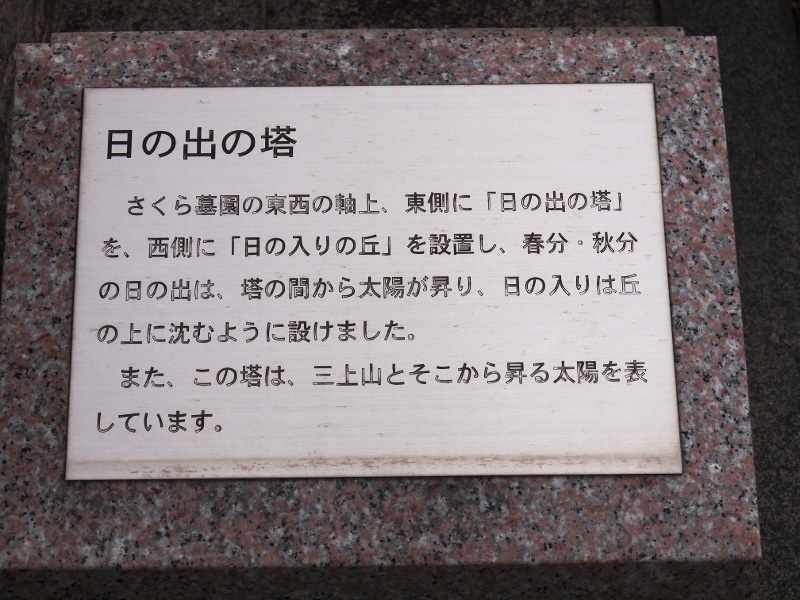 日の出の塔
さくら墓園の東西の軸上、東側に「日の出の塔」
を、西側に「日の入りの丘」を設置し、春分・秋分
の日の出は、塔の間から太陽が昇り、日の入りは丘
の上に沈むように設けました。
また、この塔は、三上山とそこから昇る太陽を表
しています。